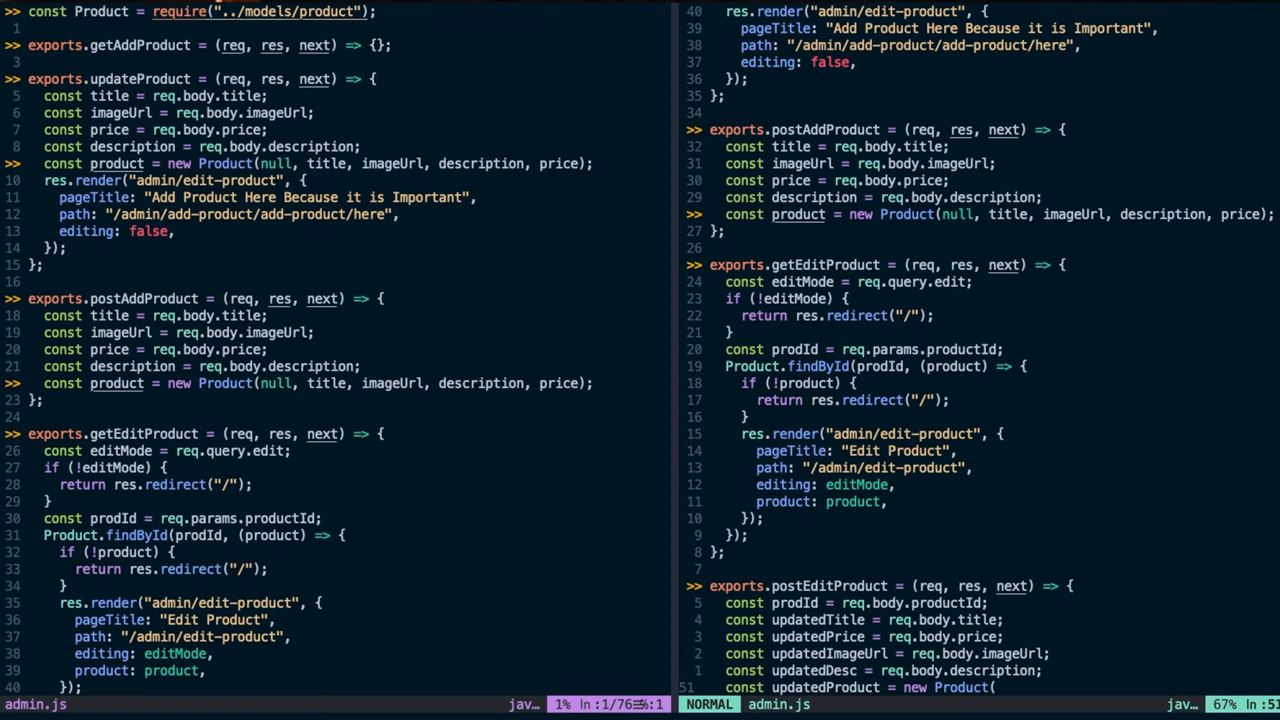 >> const Product = require("../models/product");
1
>> exports.getAddProduct = (req, res, next) => {};
3
>> exports.updateProduct = (req, res, next) => {
5   const title = req.body.title;
6   const imageUrl = req.body.imageUrl;
7   const price = req.body.price;
8   const description = req.body.description;
>>   const product = new Product(null, title, imageUrl, description, price);
10   res.render("admin/edit-product", {
11     pageTitle: "Add Product Here Because it is Important",
12     path: "/admin/add-product/add-product/here",
13     editing: false,
14   });
15 };
16
>> exports.postAddProduct = (req, res, next) => {
18   const title = req.body.title;
19   const imageUrl = req.body.imageUrl;
20   const price = req.body.price;
21   const description = req.body.description;
>>   const product = new Product(null, title, imageUrl, description, price);
23 };
24
>> exports.getEditProduct = (req, res, next) => {
26   const editMode = req.query.edit;
27   if (!editMode) {
28     return res.redirect("/");
29   }
30   const prodId = req.params.productId;
31   Product.findById(prodId, (product) => {
32     if (!product) {
33       return res.redirect("/");
34     }
35     res.render("admin/edit-product", {
36       pageTitle: "Edit Product",
37       path: "/admin/edit-product",
38       editing: editMode,
39       product: product,
40     });
admin.js jav… 1% ln :1/76≡%:1
40   res.render("admin/edit-product", {
39     pageTitle: "Add Product Here Because it is Important",
38     path: "/admin/add-product/add-product/here",
37     editing: false,
36   });
35 };
34
>> exports.postAddProduct = (req, res, next) => {
32   const title = req.body.title;
31   const imageUrl = req.body.imageUrl;
30   const price = req.body.price;
29   const description = req.body.description;
>>   const product = new Product(null, title, imageUrl, description, price);
27 };
26
>> exports.getEditProduct = (req, res, next) => {
24   const editMode = req.query.edit;
23   if (!editMode) {
22     return res.redirect("/");
21   }
20   const prodId = req.params.productId;
19   Product.findById(prodId, (product) => {
18     if (!product) {
17       return res.redirect("/");
16     }
15     res.render("admin/edit-product", {
14       pageTitle: "Edit Product",
13       path: "/admin/edit-product",
12       editing: editMode,
11       product: product,
10     });
9   });
8 };
7
>> exports.postEditProduct = (req, res, next) => {
5   const prodId = req.body.productId;
4   const updatedTitle = req.body.title;
3   const updatedPrice = req.body.price;
2   const updatedImageUrl = req.body.imageUrl;
1   const updatedDesc = req.body.description;
51   const updatedProduct = new Product(
NORMAL admin.js jav… 67% ln :51